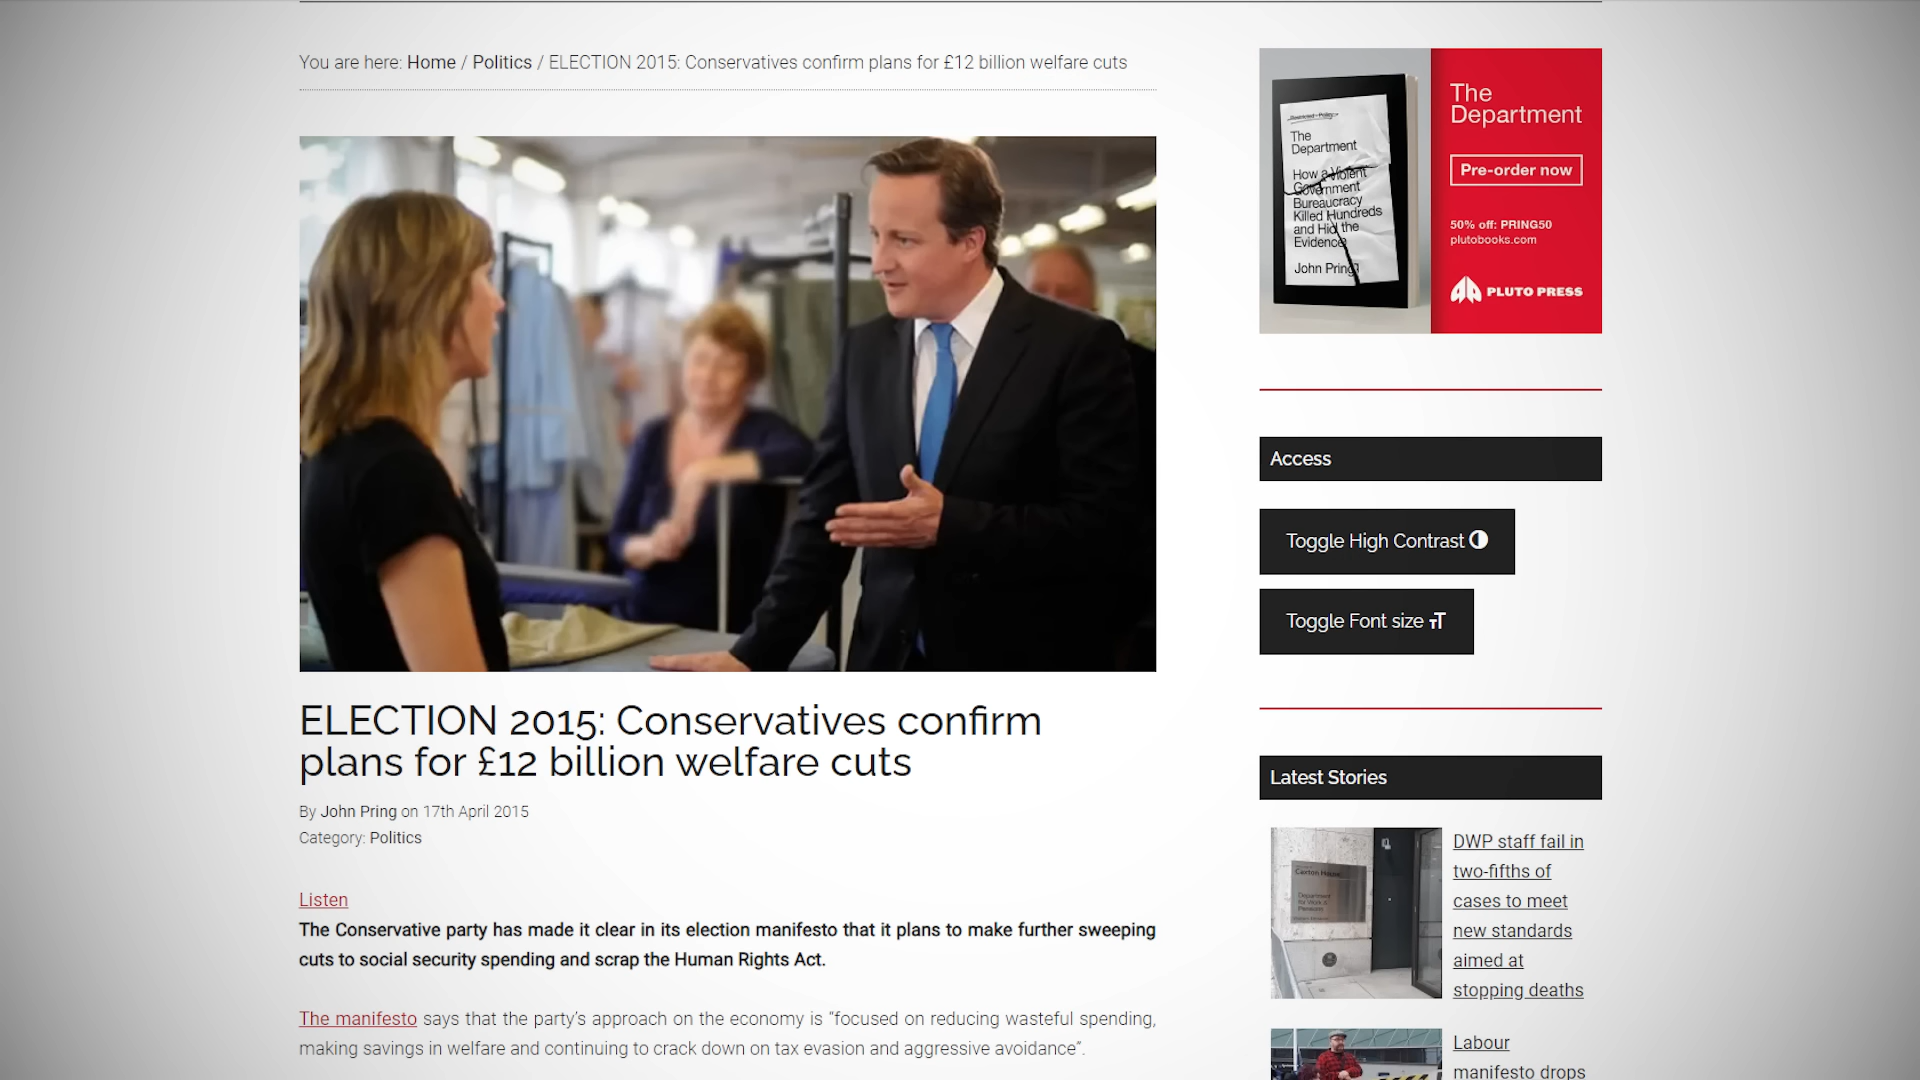 You are here: Home / Politics / ELECTION 2015: Conservatives confirm plans for £12 billion welfare cuts
ELECTION 2015: Conservatives confirm
plans for £12 billion welfare cuts
By John Pring on 17th April 2015
Category: Politics
Listen
The Conservative party has made it clear in its election manifesto that it plans to make further sweeping
cuts to social security spending and scrap the Human Rights Act.
The manifesto says that the party’s approach on the economy is “focused on reducing wasteful spending,
making savings in welfare and continuing to crack down on tax evasion and aggressive avoidance”.
The
Department
How a Violent
Government
Bureaucracy
Killed Hundreds
and Hid the
Evidence
John Pring
The
Department
Pre-order now
50% off: PRING50
plutobooks.com
PLUTO PRESS
Access
Toggle High Contrast
Toggle Font size
Latest Stories
Caxton House
Department
for Work &
Pensions
DWP staff fail in
two-fifths of
cases to meet
new standards
aimed at
stopping deaths
Labour
manifesto drops